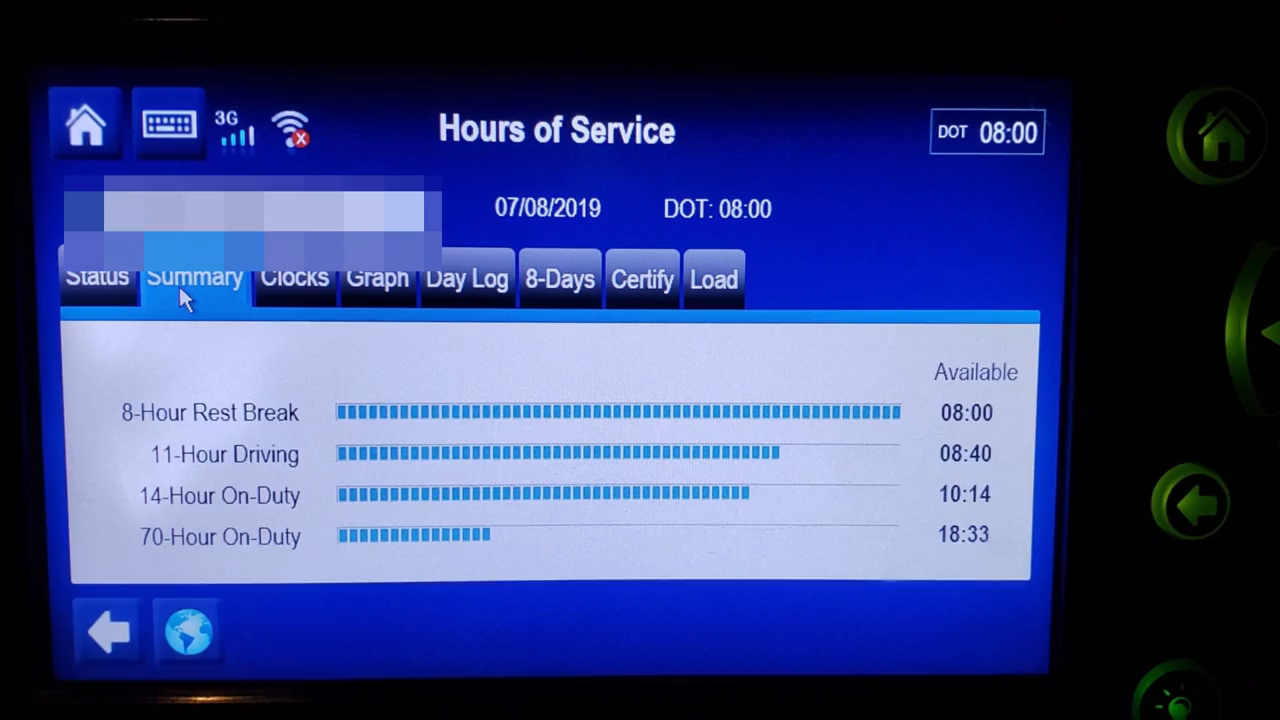 3G
Hours of Service
DOT 08:00
07/08/2019 DOT: 08:00
Status Summary Clocks Graph Day Log 8-Days Certify Load
Available
8-Hour Rest Break 08:00
11-Hour Driving 08:40
14-Hour On-Duty 10:14
70-Hour On-Duty 18:33